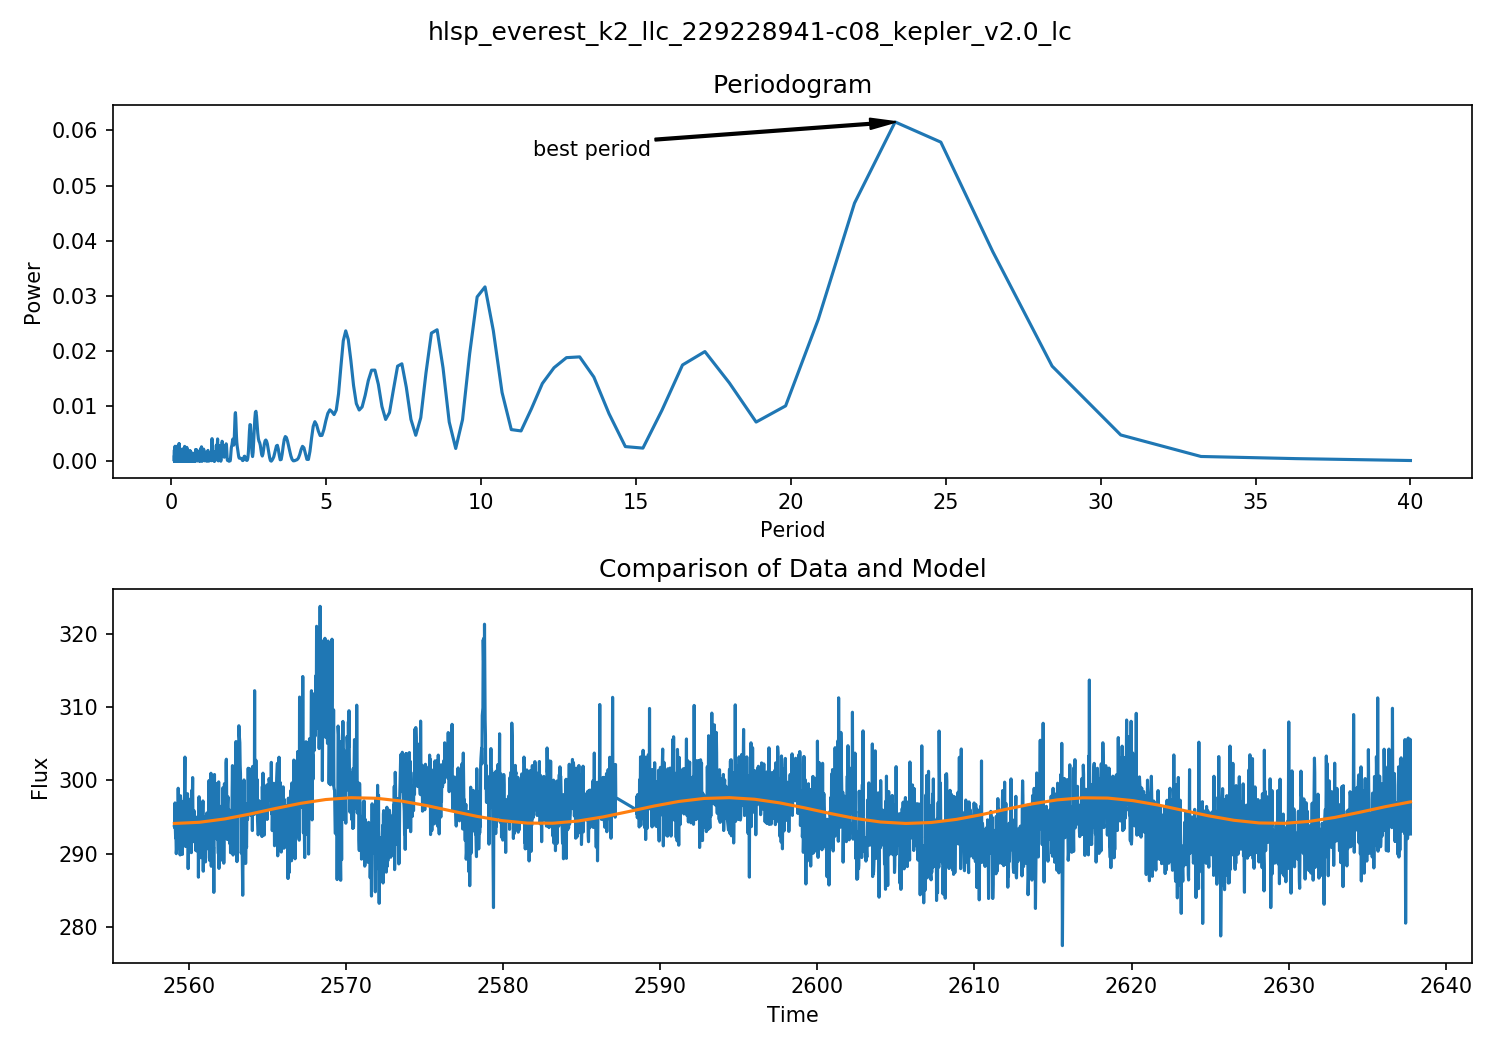 hlsp_everest_k2_llc_229228941-c08_kepler_v2.0_lc
Periodogram
Power
0.06
0.05
0.04
0.03
0.02
0.01
0.00
best period
0 5 10 15 20 25 30 35 40
Period
Comparison of Data and Model
Flux
320
310
300
290
280
2560 2570 2580 2590 2600 2610 2620 2630 2640
Time